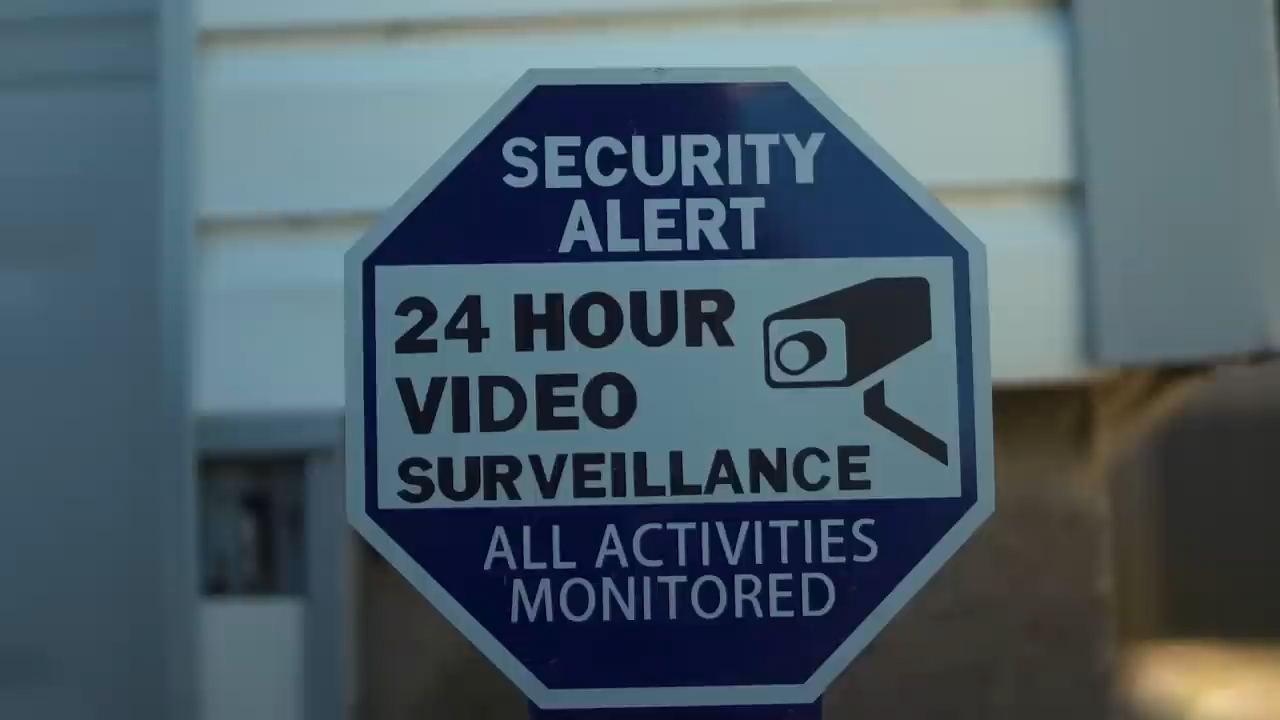 SECURITY
ALERT
24 HOUR
VIDEO
SURVEILLANCE
ALL ACTIVITIES
MONITORED